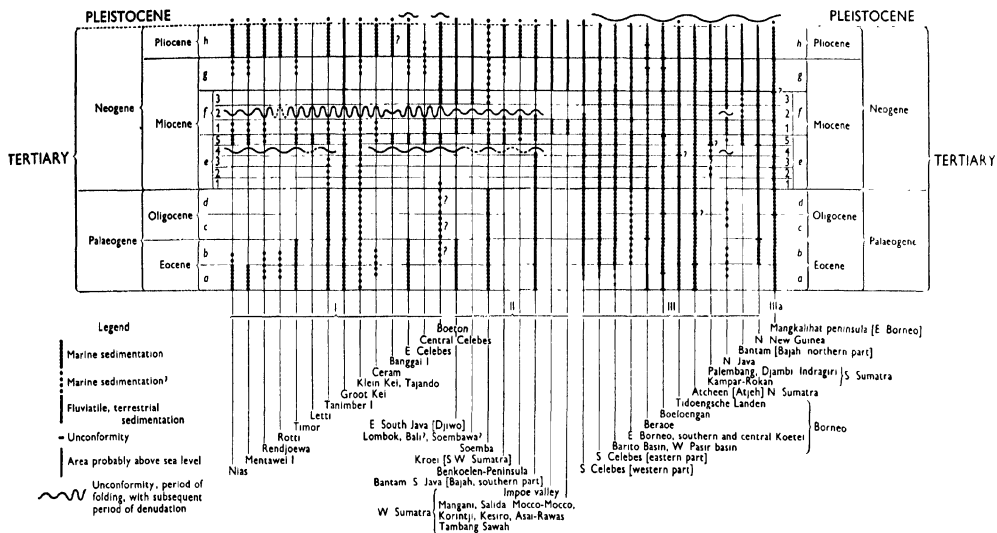 PLEISTOCENE PLEISTOCENE
Pliocene h ? h Pliocene
g g
?
Neogene Neogene
3 3
Miocene f 2 2 f Miocene
1 1
5 ? 5
TERTIARY 4 ? 4 TERTIARY
e 3 3 e
2 2
1 1
d ? d
Oligocene ? Oligocene
c ? c
Palaeogene Palaeogene
b ? b
Eocene Eocene
a a
I II III IIIa
Legend
Marine sedimentation
Marine sedimentation?
Fluviatile, terrestrial
sedimentation
Unconformity
Area probably above sea level
Unconformity, period of
folding, with subsequent
period of denudation
Boeton
Central Celebes
E Celebes
Banggai I
Ceram
Klein Kei, Tajando
Groot Kei
Tanimber I
Letti
Timor
Rotti
Rendjoewa
Mentawei I
Nias
E South Java [Djiwo]
Lombok, Bali?, Soembawa?
Soemba
Kroei [S W Sumatra]
Benkoelen-Peninsula
Bantam S Java [Bajah, southern part]
Impoe valley
W Sumatra
Mangani, Salida Mocco-Mocco,
Korintji, Kesiro, Asai-Rawas
Tambang Sawah
Mangkalihat peninsula [E Borneo]
N New Guinea
Bantam [Bajah northern part]
N Java
Palembang, Djambi Indragiri
Kampar-Rokan
S Sumatra
Atcheen [Atjeh] N Sumatra
Tidoengsche Landen
Boeloengan
Beraoe
E Borneo, southern and central Koetei
Barito Basin, W Pasir basin
Borneo
S Celebes [eastern part]
S Celebes [western part]